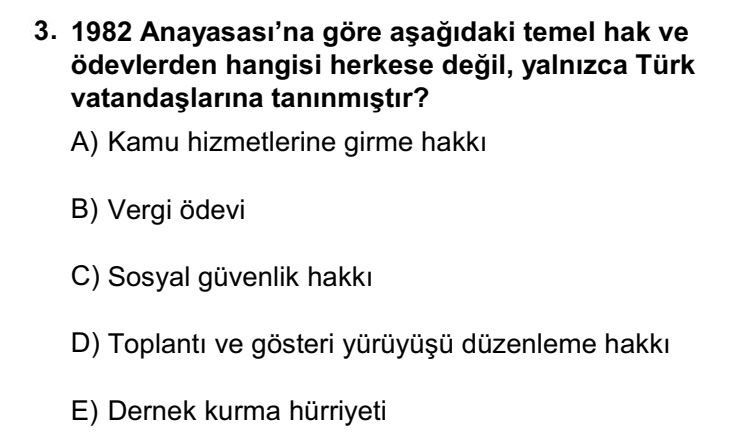 3. 1982 Anayasası’na göre aşağıdaki temel hak ve
ödevlerden hangisi herkese değil, yalnızca Türk
vatandaşlarına tanınmıştır?
A) Kamu hizmetlerine girme hakkı
B) Vergi ödevi
C) Sosyal güvenlik hakkı
D) Toplantı ve gösteri yürüyüşü düzenleme hakkı
E) Dernek kurma hürriyeti